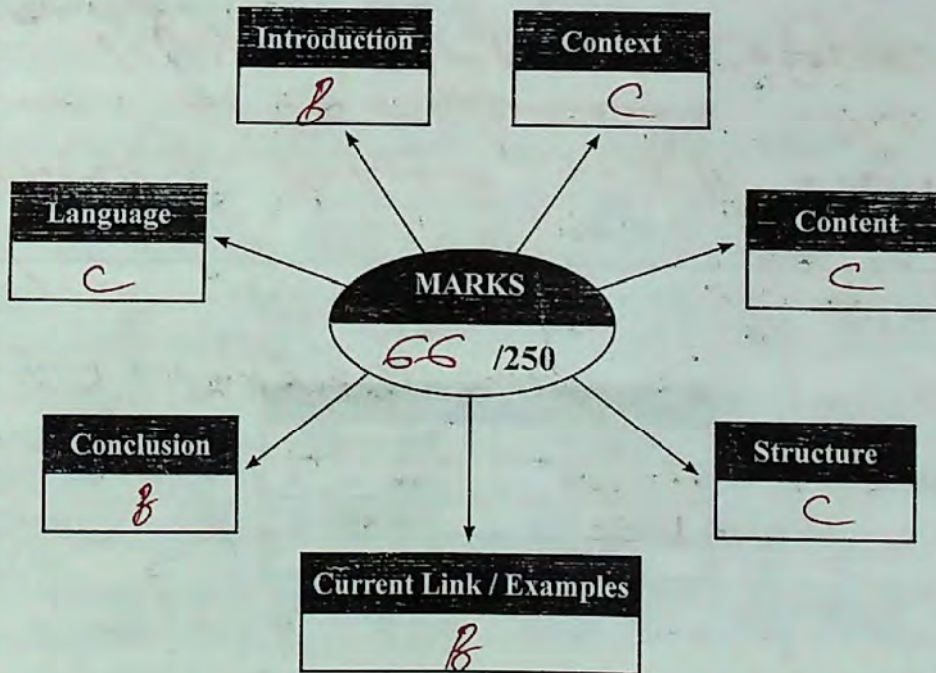 Introduction
B
Context
C
Language
C
Content
C
MARKS
66 /250
Conclusion
B
Structure
C
Current Link / Examples
B